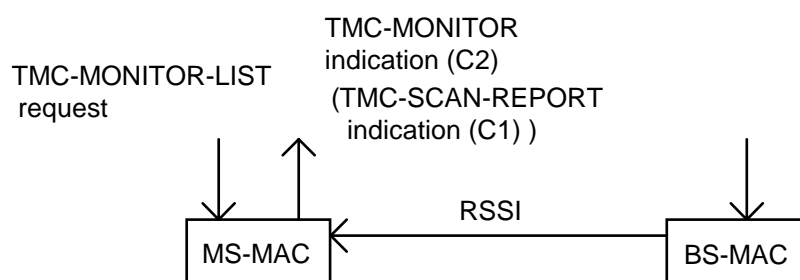 TMC-MONITOR-LIST
request
TMC-MONITOR
indication (C2)
(TMC-SCAN-REPORT
indication (C1) )
RSSI
MS-MAC
BS-MAC